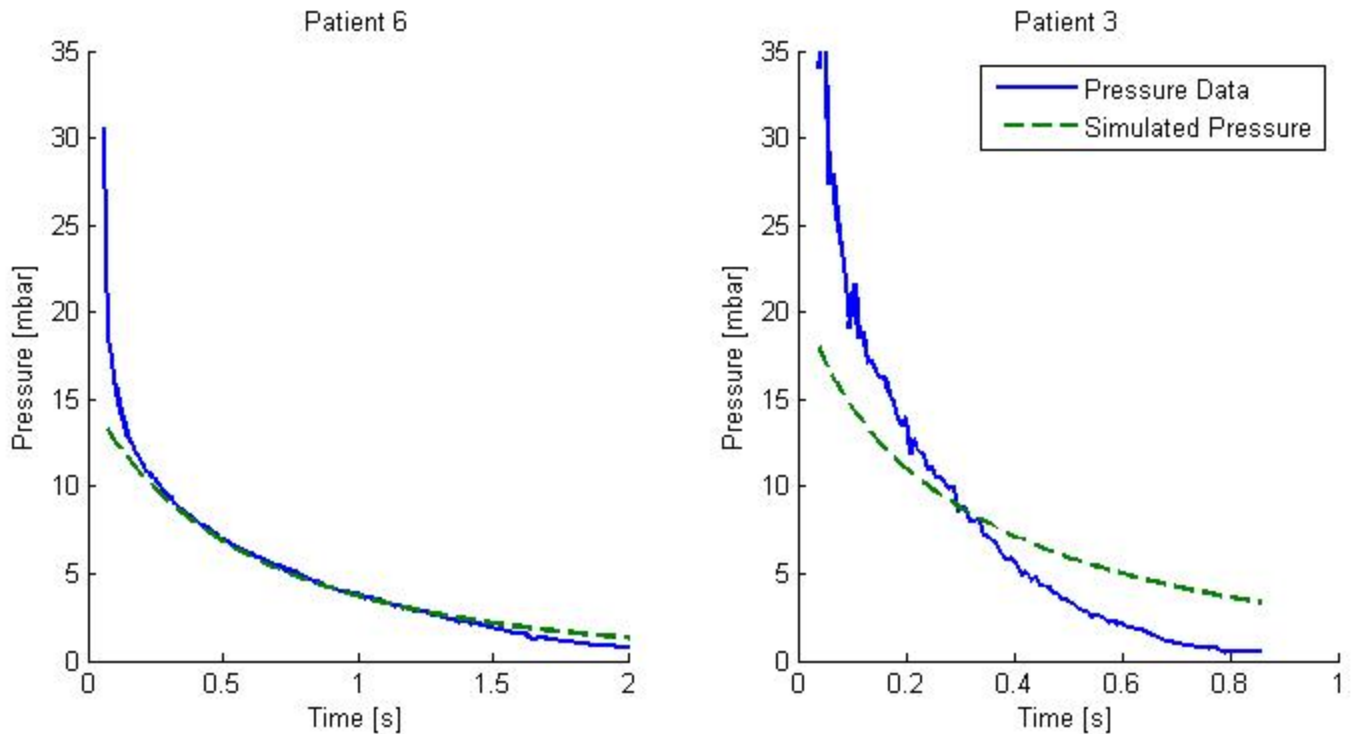 Patient 6
35
30
25
20
15
10
5
0
Pressure [mbar]
0 0.5 1 1.5 2
Time [s]
Patient 3
Pressure Data
Simulated Pressure
35
30
25
20
15
10
5
0
Pressure [mbar]
0 0.2 0.4 0.6 0.8 1
Time [s]